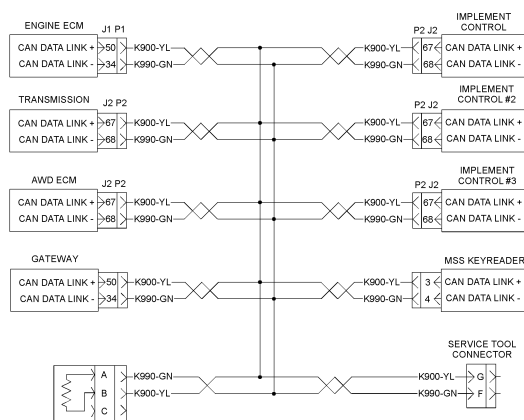 ENGINE ECM
J1 P1
CAN DATA LINK + 50 K900-YL
CAN DATA LINK - 34 K990-GN
IMPLEMENT
CONTROL
P2 J2
K900-YL 67 CAN DATA LINK +
K990-GN 68 CAN DATA LINK -
TRANSMISSION
J2 P2
CAN DATA LINK + 67 K900-YL
CAN DATA LINK - 68 K990-GN
IMPLEMENT
CONTROL #2
P2 J2
K900-YL 67 CAN DATA LINK +
K990-GN 68 CAN DATA LINK -
AWD ECM
J2 P2
CAN DATA LINK + 67 K900-YL
CAN DATA LINK - 68 K990-GN
IMPLEMENT
CONTROL #3
P2 J2
K900-YL 67 CAN DATA LINK +
K990-GN 68 CAN DATA LINK -
GATEWAY
CAN DATA LINK + 50 K900-YL
CAN DATA LINK - 34 K990-GN
MSS KEYREADER
K900-YL 3 CAN DATA LINK +
K990-GN 4 CAN DATA LINK -
A K990-GN
B K900-YL
C
SERVICE TOOL
CONNECTOR
K900-YL G
K990-GN F